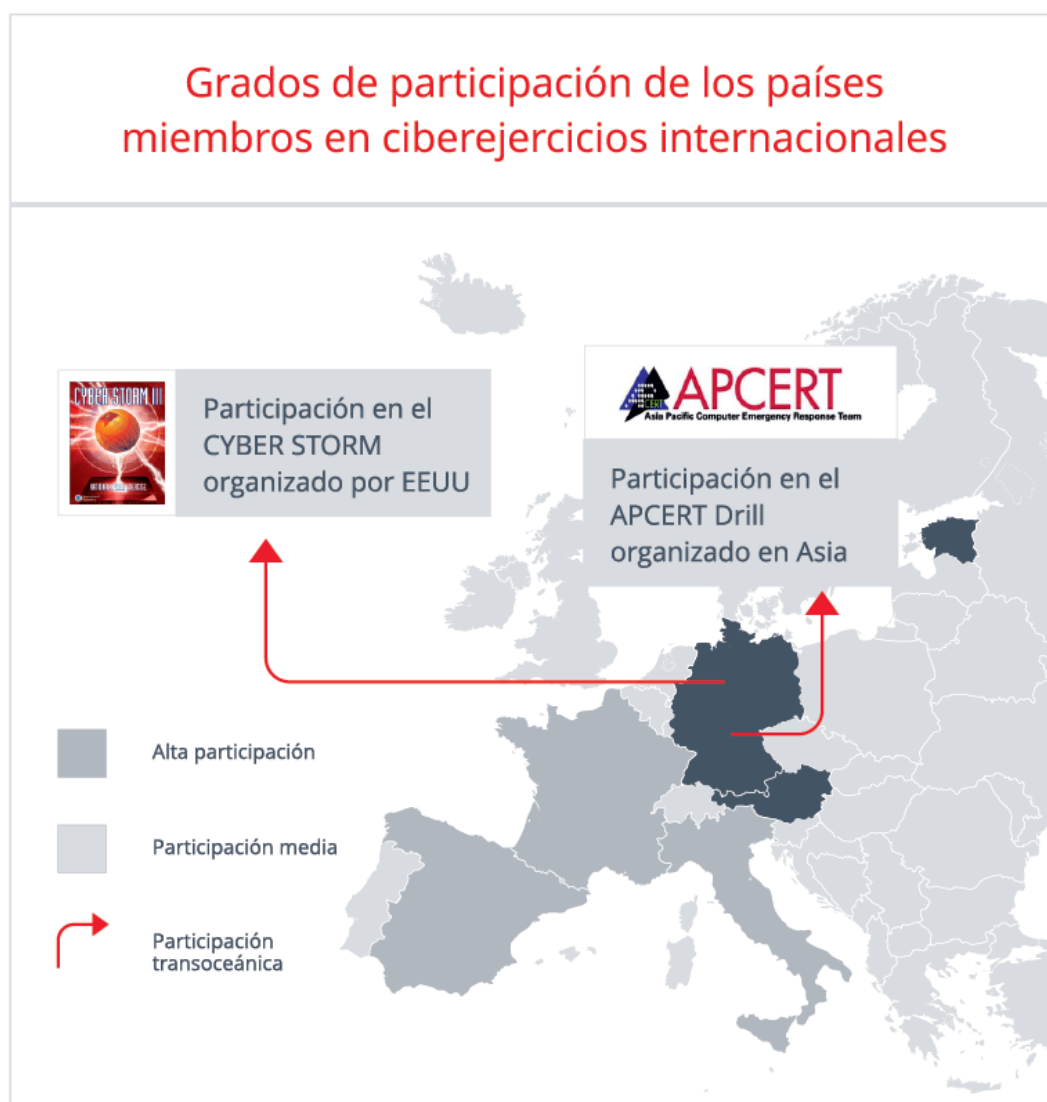 Grados de participación de los países
miembros en ciberejercicios internacionales
CYBER STORM III
Participación en el
CYBER STORM
organizado por EEUU
APCERT
CERT
Asia Pacific Computer Emergency Response Team
Participación en el
APCERT Drill
organizado en Asia
Alta participación
Participación media
Participación
transoceánica